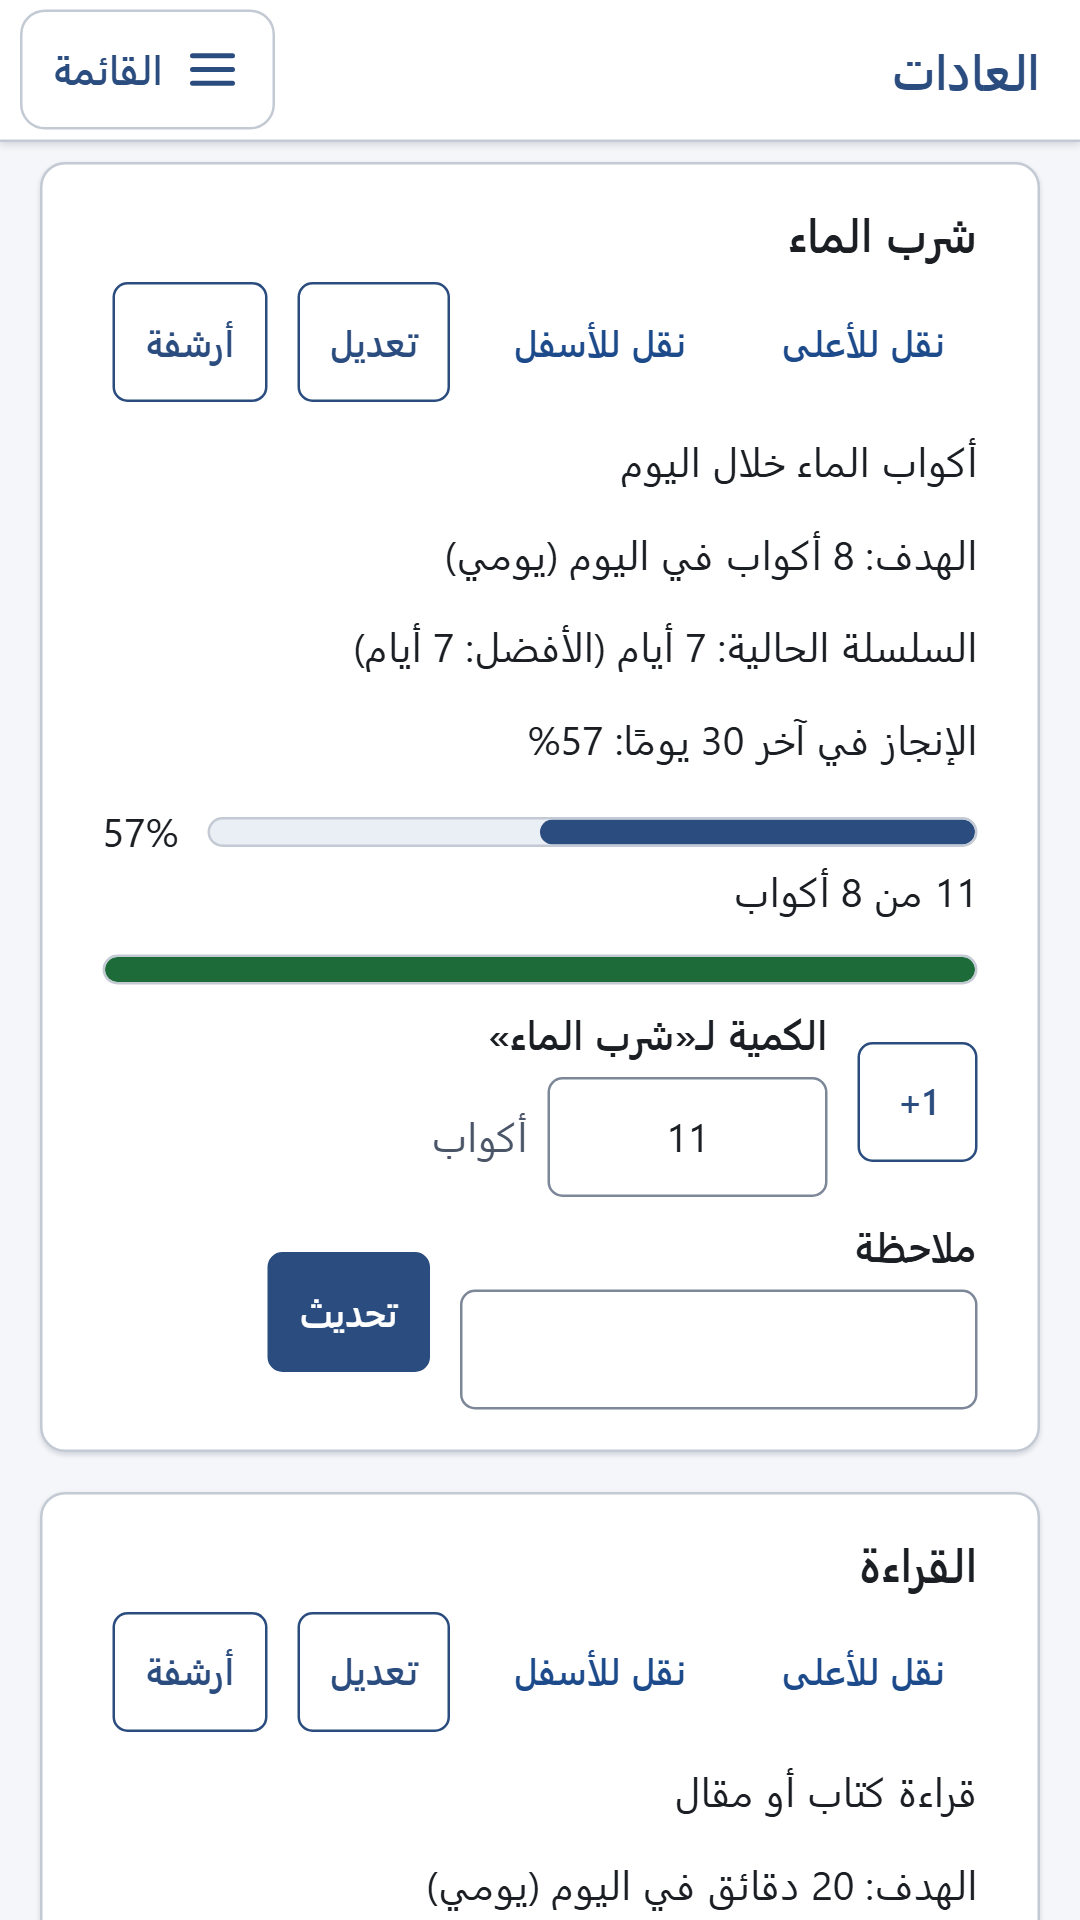 العادات
القائمة
شرب الماء
نقل للأعلى
نقل للأسفل
تعديل
أرشفة
أكواب الماء خلال اليوم
الهدف: 8 أكواب في اليوم (يومي)
السلسلة الحالية: 7 أيام (الأفضل: 7 أيام)
الإنجاز في آخر 30 يومًا: 57%
57%
11 من 8 أكواب
الكمية لـ«شرب الماء»
+1
11
أكواب
ملاحظة
تحديث
القراءة
نقل للأعلى
نقل للأسفل
تعديل
أرشفة
قراءة كتاب أو مقال
الهدف: 20 دقائق في اليوم (يومي)